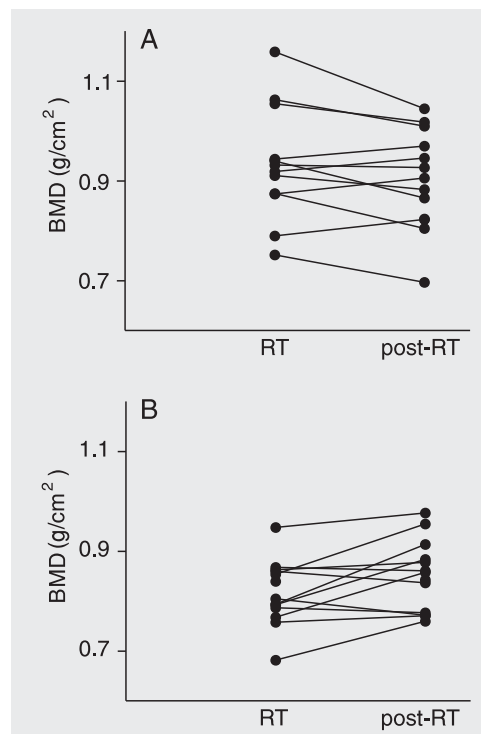 A
1.1
0.9
0.7
BMD (g/cm²)
RT post-RT
B
1.1
0.9
0.7
BMD (g/cm²)
RT post-RT